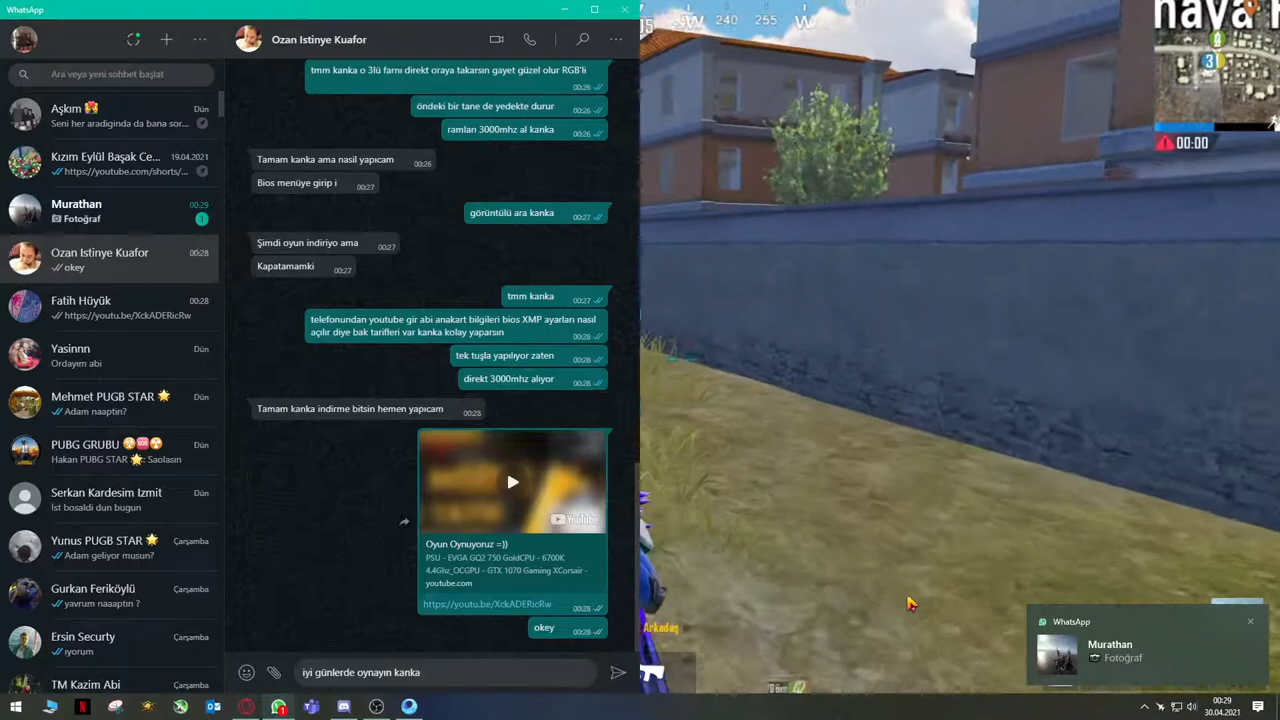 WhatsApp
Ozan Istinye Kuafor
Ara veya yeni sohbet başlat
Aşkım
Dün
Seni her aradiginda da bana sor...
Kızım Eylül Başak Ce...
19.04.2021
https://youtube.com/shorts/...
Murathan
00:29
Fotoğraf
1
Ozan Istinye Kuafor
00:28
okey
Fatih Hüyük
00:28
https://youtu.be/XckADERicRw
Yasinnn
Dün
Ordayım abi
Mehmet PUGB STAR
Dün
Adam naaptin?
PUBG GRUBU
Dün
Hakan PUGB STAR : Saolasın
Serkan Kardesim Izmit
Dün
İst bosaldi dun bugun
Yunus PUGB STAR
Çarşamba
Adam geliyor musun?
Gurkan Feriköylü
Çarşamba
yavrum naaaptin ?
Ersin Securty
Çarşamba
iyorum
TM Kazim Abi
Çarşamba
tmm kanka o 3lü farnı direkt oraya takarsın gayet güzel olur RGB'li
00:26
öndeki bir tane de yedekte durur
00:26
ramları 3000mhz al kanka
00:26
Tamam kanka ama nasil yapıcam
00:26
Bios menüye girip i
00:27
görüntülü ara kanka
00:27
Şimdi oyun indiriyo ama
00:27
Kapatamamki
00:27
tmm kanka
00:27
telefonundan youtube gir abi anakart bilgileri bios XMP ayarları nasıl
açılır diye bak tarifleri var kanka kolay yaparsın
00:28
tek tuşla yapılıyor zaten
00:28
direkt 3000mhz alıyor
00:28
Tamam kanka indirme bitsin hemen yapıcam
00:28
YouTube
Oyun Oynuyoruz =))
PSU - EVGA GQ2 750 GoldCPU - 6700K
4.4Ghz_OCGPU - GTX 1070 Gaming XCorsair -
youtube.com
https://youtu.be/XckADERicRw
00:28
okey
00:28
iyi günlerde oynayın kanka
W
240
255
W
31
00:00
Arkadaş
WhatsApp
Murathan
Fotoğraf
00:29
30.04.2021